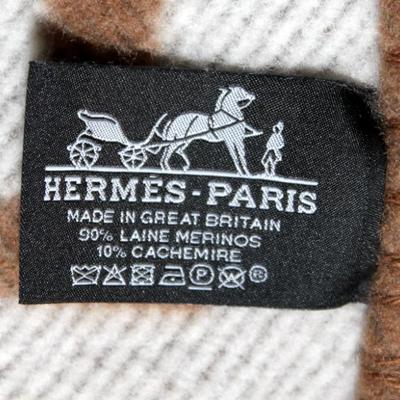 HERMÈS-PARIS
MADE IN GREAT BRITAIN
90% LAINE MERINOS
10% CACHEMIRE
P ®